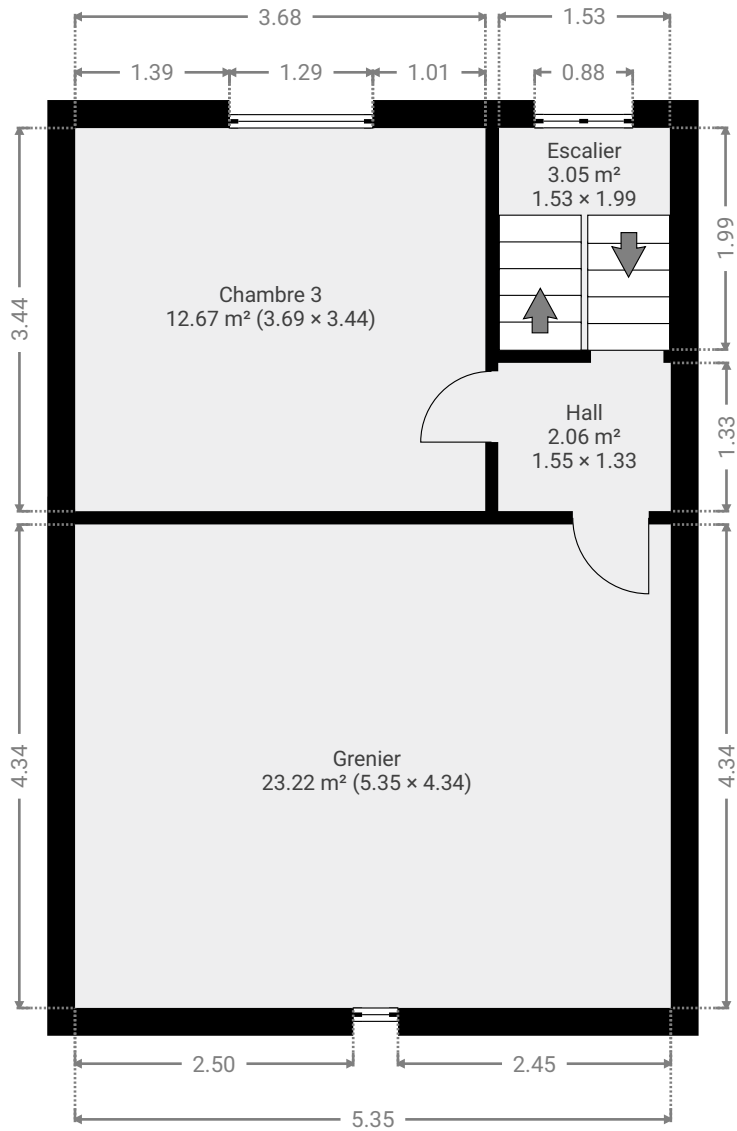 3.68
1.53
1.39
1.29
1.01
0.88
Escalier
3.05 m²
1.53 × 1.99
1.99
Chambre 3
12.67 m² (3.69 × 3.44)
3.44
Hall
2.06 m²
1.55 × 1.33
1.33
Grenier
23.22 m² (5.35 × 4.34)
4.34
4.34
2.50
2.45
5.35